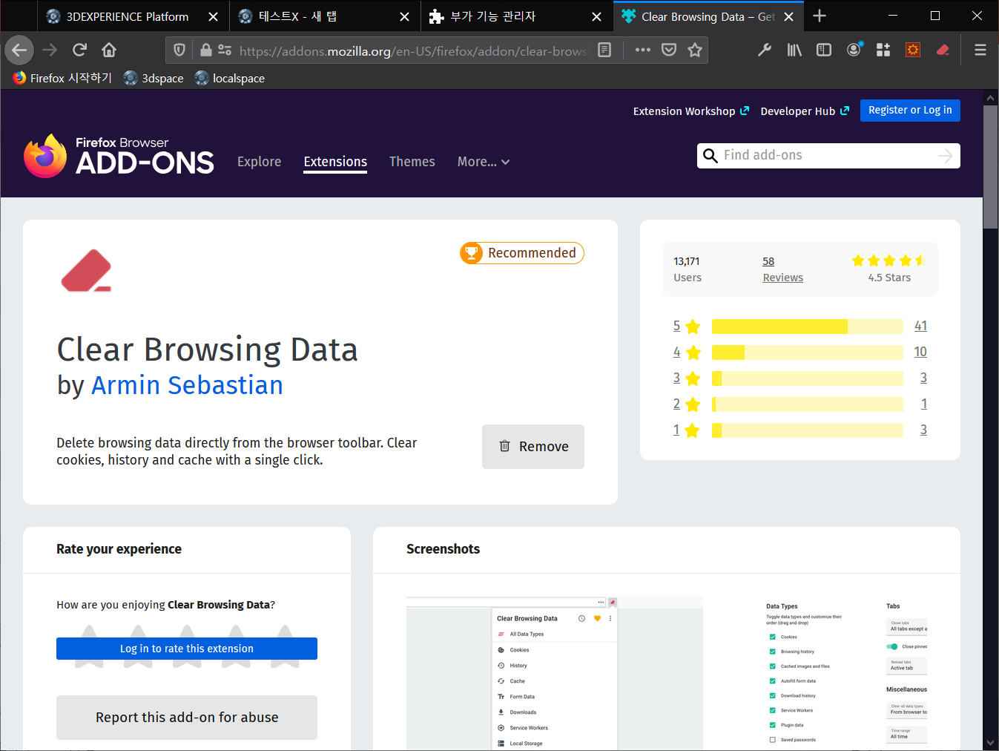 3DEXPERIENCE Platform
테스트X - 새 탭
부가 기능 관리자
Clear Browsing Data – Get
https://addons.mozilla.org/en-US/firefox/addon/clear-brows
Firefox 시작하기
3dspace
localspace
Extension Workshop
Developer Hub
Register or Log in
Firefox Browser
ADD-ONS
Explore
Extensions
Themes
More...
Find add-ons
Recommended
Clear Browsing Data
by Armin Sebastian
Delete browsing data directly from the browser toolbar. Clear
cookies, history and cache with a single click.
Remove
13,171
Users
58
Reviews
4.5 Stars
5 41
4 10
3 3
2 1
1 3
Rate your experience
How are you enjoying Clear Browsing Data?
Log in to rate this extension
Report this add-on for abuse
Screenshots
Clear Browsing Data
All Data Types
Cookies
History
Cache
Form Data
Downloads
Service Workers
Local Storage
Data Types
Toggle data types and customize their
order (drag and drop)
Cookies
Browsing history
Cached images and files
Autofill form data
Download history
Service Workers
Plugin data
Saved passwords
Tabs
Close tabs
All tabs except a
Close pinned
Reload tabs
Active tab
Miscellaneous
Clear all data types
From browser to
Time range
All time